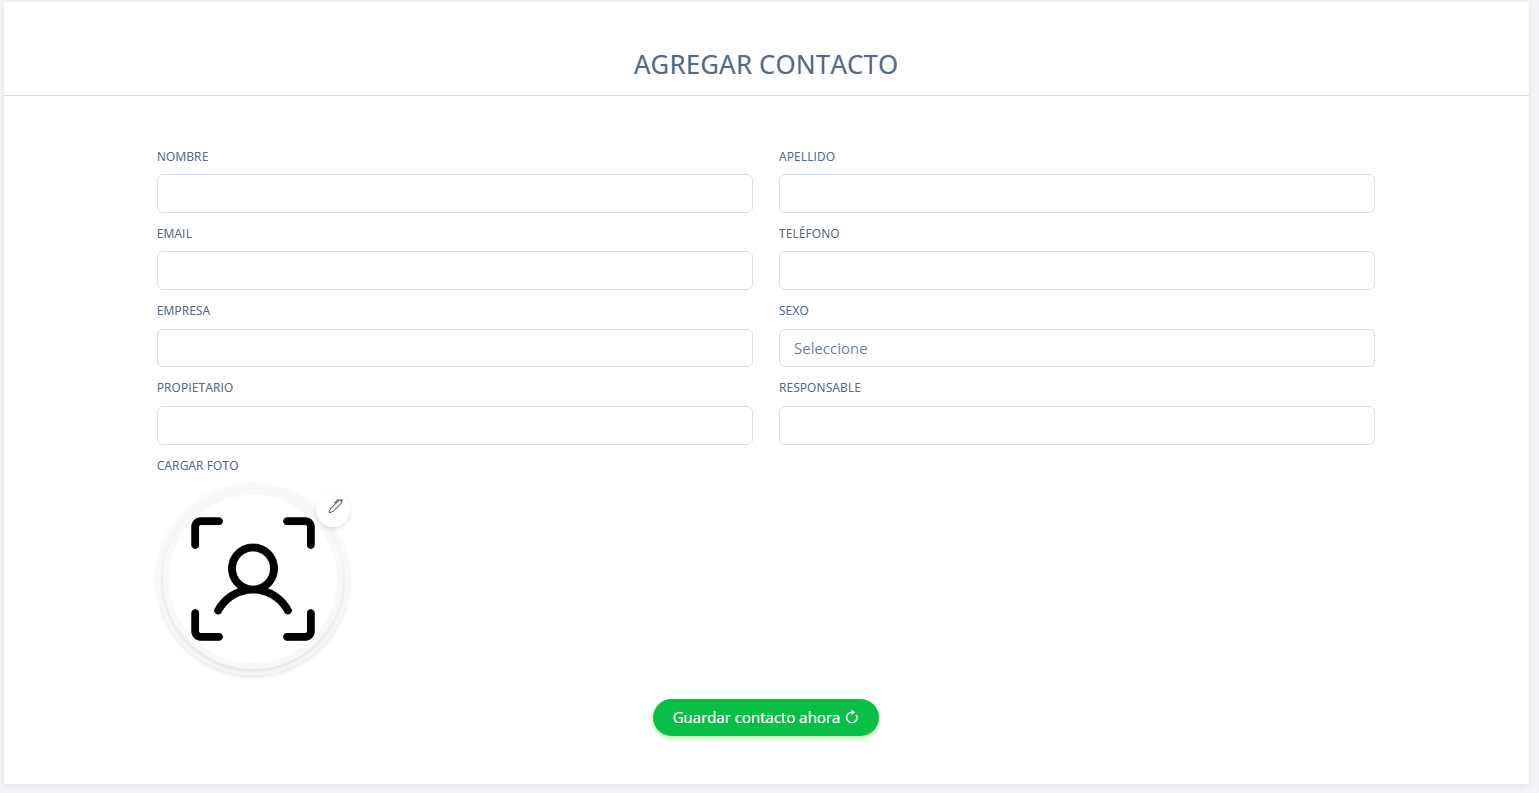 AGREGAR CONTACTO
NOMBRE
APELLIDO
EMAIL
TELÉFONO
EMPRESA
SEXO
Seleccione
PROPIETARIO
RESPONSABLE
CARGAR FOTO
Guardar contacto ahora